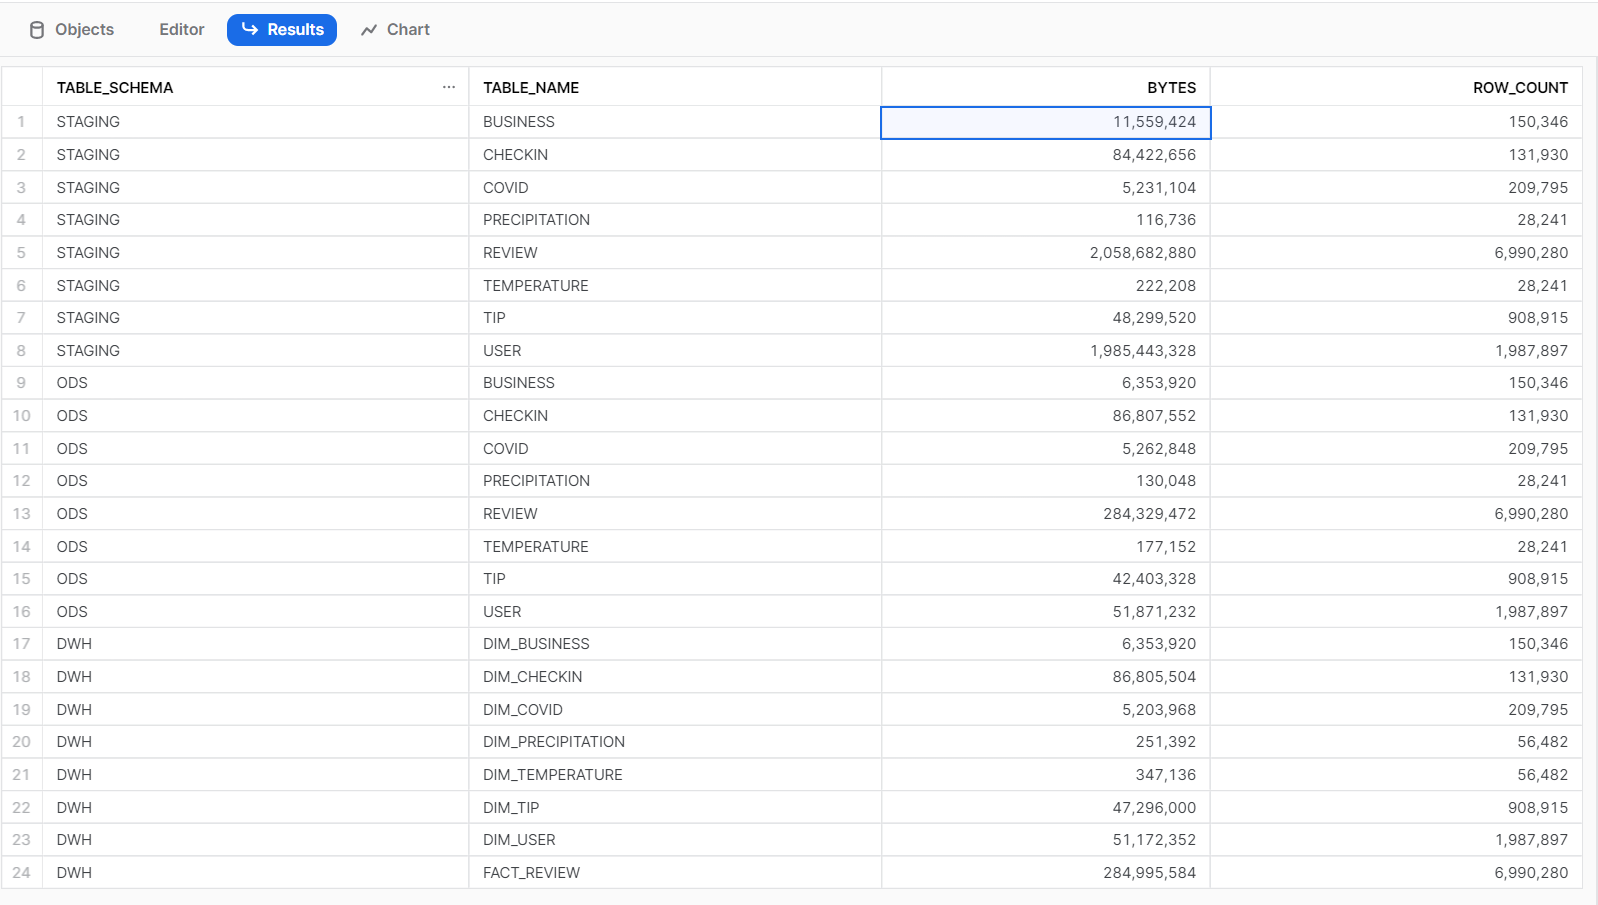 Objects Editor Results Chart
TABLE_SCHEMA ... TABLE_NAME BYTES ROW_COUNT
1 STAGING BUSINESS 11,559,424 150,346
2 STAGING CHECKIN 84,422,656 131,930
3 STAGING COVID 5,231,104 209,795
4 STAGING PRECIPITATION 116,736 28,241
5 STAGING REVIEW 2,058,682,880 6,990,280
6 STAGING TEMPERATURE 222,208 28,241
7 STAGING TIP 48,299,520 908,915
8 STAGING USER 1,985,443,328 1,987,897
9 ODS BUSINESS 6,353,920 150,346
10 ODS CHECKIN 86,807,552 131,930
11 ODS COVID 5,262,848 209,795
12 ODS PRECIPITATION 130,048 28,241
13 ODS REVIEW 284,329,472 6,990,280
14 ODS TEMPERATURE 177,152 28,241
15 ODS TIP 42,403,328 908,915
16 ODS USER 51,871,232 1,987,897
17 DWH DIM_BUSINESS 6,353,920 150,346
18 DWH DIM_CHECKIN 86,805,504 131,930
19 DWH DIM_COVID 5,203,968 209,795
20 DWH DIM_PRECIPITATION 251,392 56,482
21 DWH DIM_TEMPERATURE 347,136 56,482
22 DWH DIM_TIP 47,296,000 908,915
23 DWH DIM_USER 51,172,352 1,987,897
24 DWH FACT_REVIEW 284,995,584 6,990,280